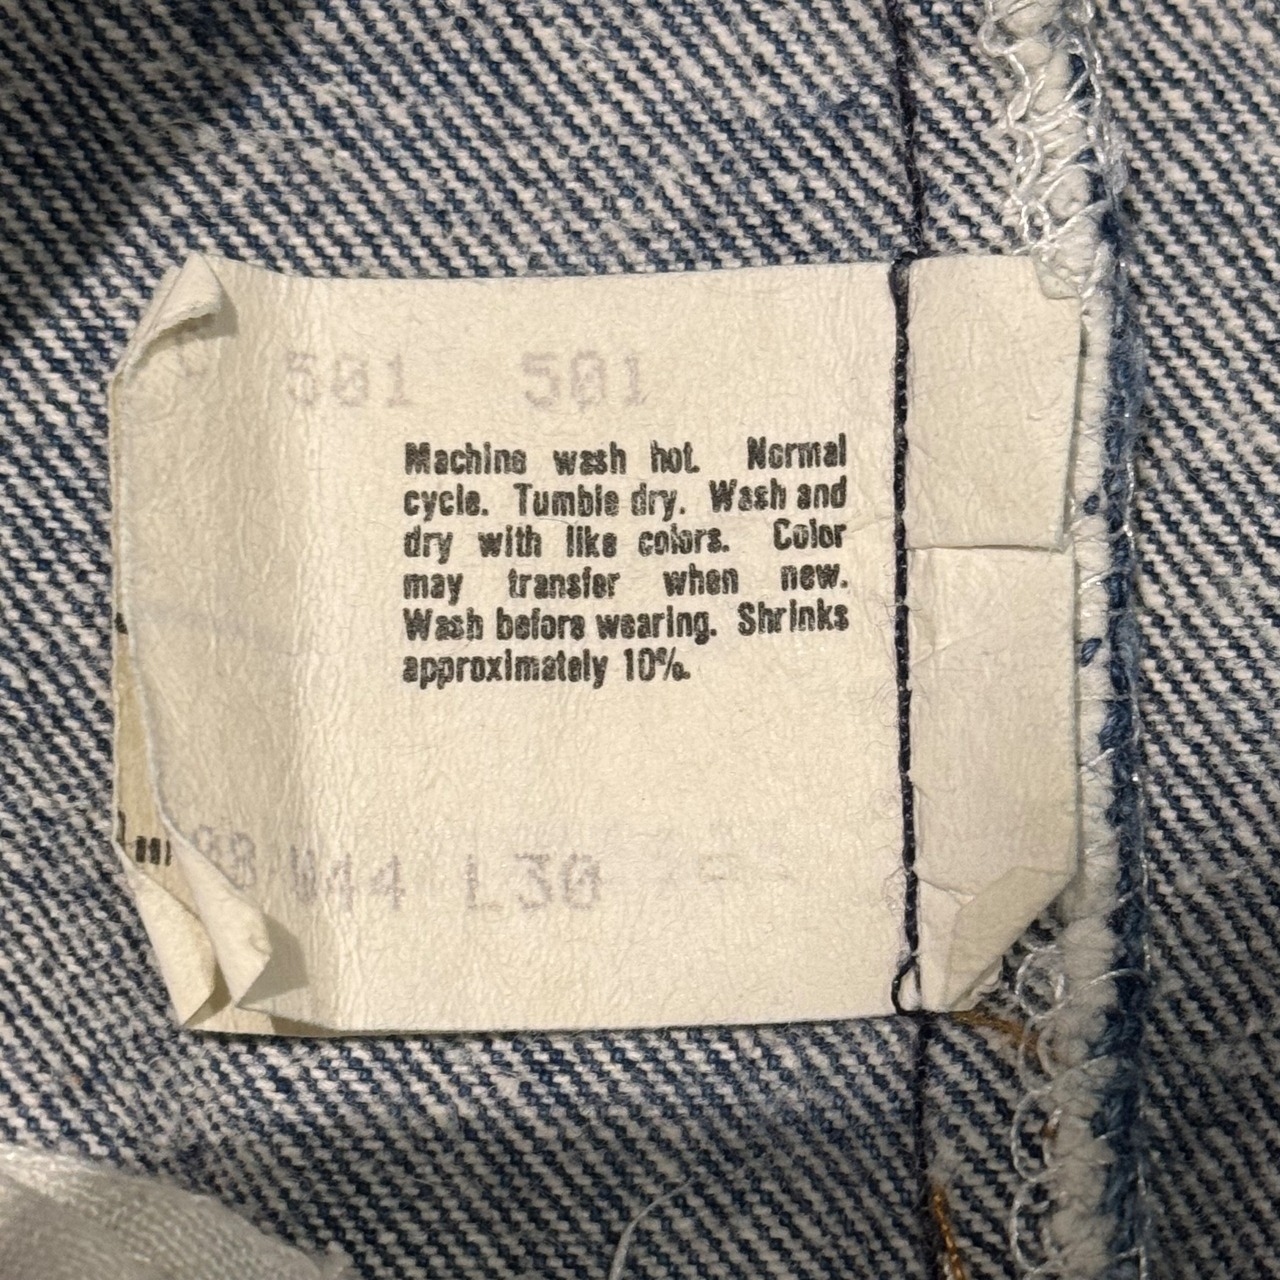 501 501
Machine wash hot. Normal
cycle. Tumble dry. Wash and
dry with like colors. Color
may transfer when new.
Wash before wearing. Shrinks
approximately 10%.
W44 L30